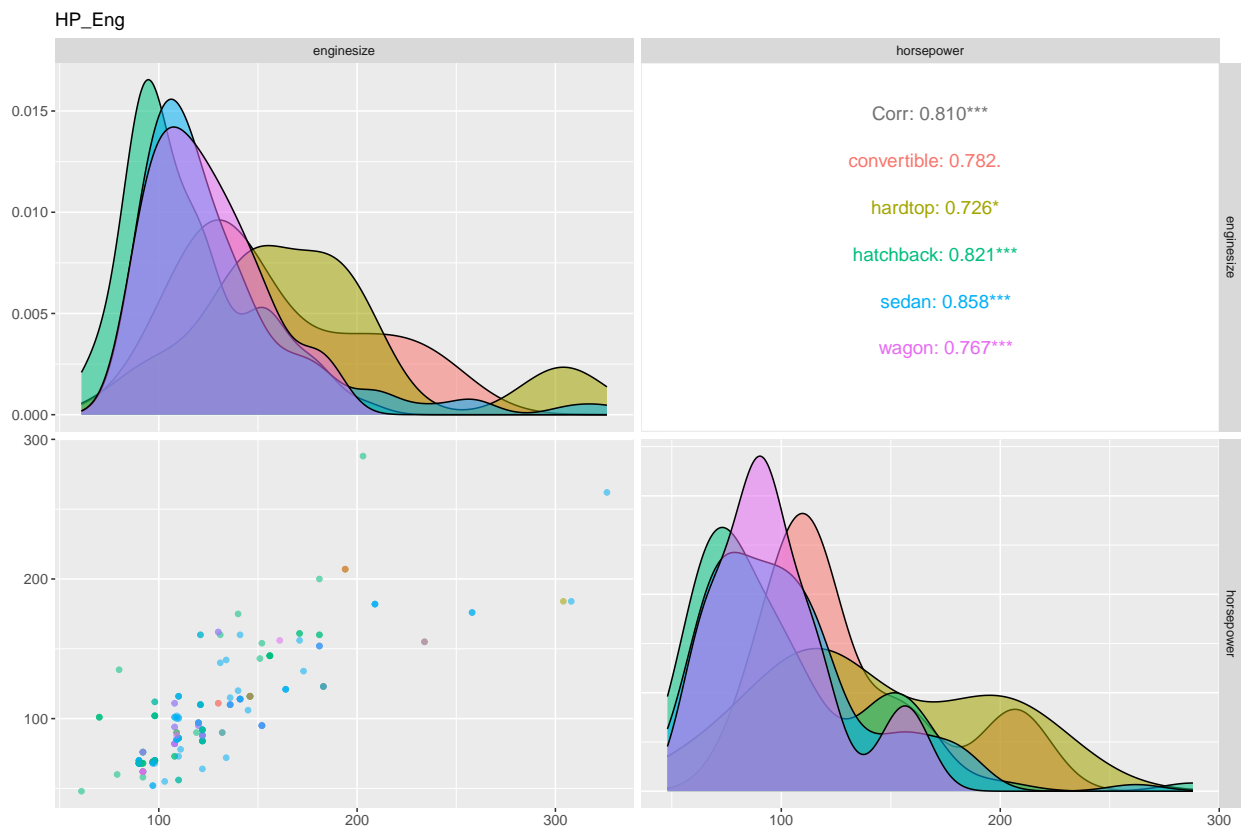 HP_Eng
enginesize
horsepower
0.015
0.010
0.005
0.000
Corr: 0.810***
convertible: 0.782.
hardtop: 0.726*
hatchback: 0.821***
sedan: 0.858***
wagon: 0.767***
enginesize
300
200
100
horsepower
100
200
300
100
200
300